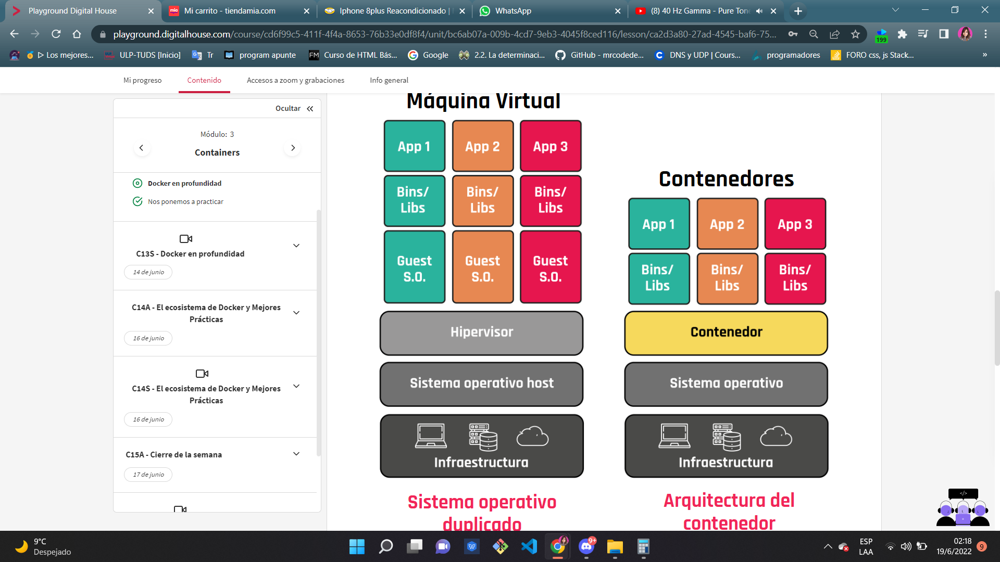 Playground Digital House
mia
Mi carrito - tiendamia.com
Iphone 8plus Reacondicionado |
WhatsApp
(8) 40 Hz Gamma - Pure Tone
playground.digitalhouse.com/course/cd6f99c5-411f-4f4a-8653-76b33e0df8f4/unit/bc6ab07a-009b-4cd7-9eb3-4045f8ced116/lesson/ca2d3a80-27ad-4545-baf6-75...
199
Los mejores...
ULP-TUDS [Inicio]
Tr
program apunte
FM
Curso de HTML Bás...
Google
2.2. La determinaci...
GitHub - mrcodede...
C
DNS y UDP | Cours...
programadores
FORO css, js Stack...
»
Mi progreso
Contenido
Accesos a zoom y grabaciones
Info general
Ocultar
Módulo: 3
Containers
Docker en profundidad
Nos ponemos a practicar
C13S - Docker en profundidad
14 de junio
C14A - El ecosistema de Docker y Mejores
Prácticas
16 de junio
C14S - El ecosistema de Docker y Mejores
Prácticas
16 de junio
C15A - Cierre de la semana
17 de junio
Máquina Virtual
App 1
App 2
App 3
Bins/
Libs
Bins/
Libs
Bins/
Libs
Guest
S.O.
Guest
S.O.
Guest
S.O.
Hipervisor
Sistema operativo host
Infraestructura
Sistema operativo
duplicado
Contenedores
App 1
App 2
App 3
Bins/
Libs
Bins/
Libs
Bins/
Libs
Contenedor
Sistema operativo
Infraestructura
Arquitectura del
contenedor
</>
9°C
Despejado
9+
ESP
LAA
02:18
19/6/2022
9